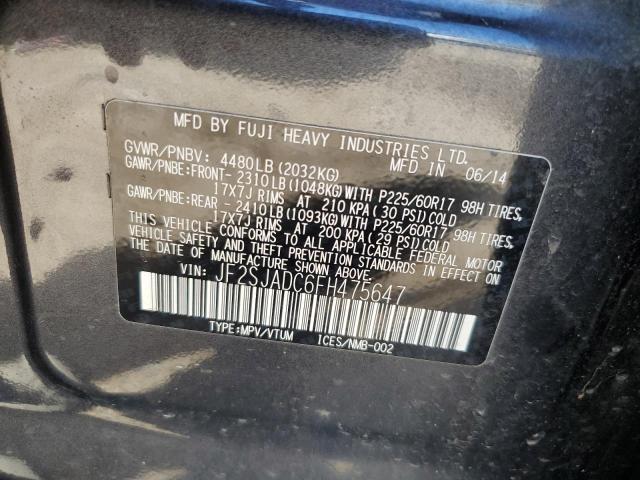 MFD BY FUJI HEAVY INDUSTRIES LTD.
GVWR/PNBV: 4480LB(2032KG) MFD IN 06/14
GAWR/PNBE:FRONT- 2310LB(1048KG)WITH P225/60R17 98H TIRES,
17X7J RIMS AT 210 KPA(30 PSI)COLD
GAWR/PNBE:REAR - 2410LB(1093KG)WITH P225/60R17 98H TIRES,
17X7J RIMS AT 200 KPA(29 PSI)COLD
THIS VEHICLE CONFORMS TO ALL APPLICABLE FEDERAL MOTOR
VEHICLE SAFETY AND THEFT PREVENTION STANDARDS IN EFFECT ON
THE DATE OF MANUFACTURE SHOWN ABOVE.
VIN: JF2SJADC6FH475647
TYPE:MPV/VTUM ICES/NMB-002